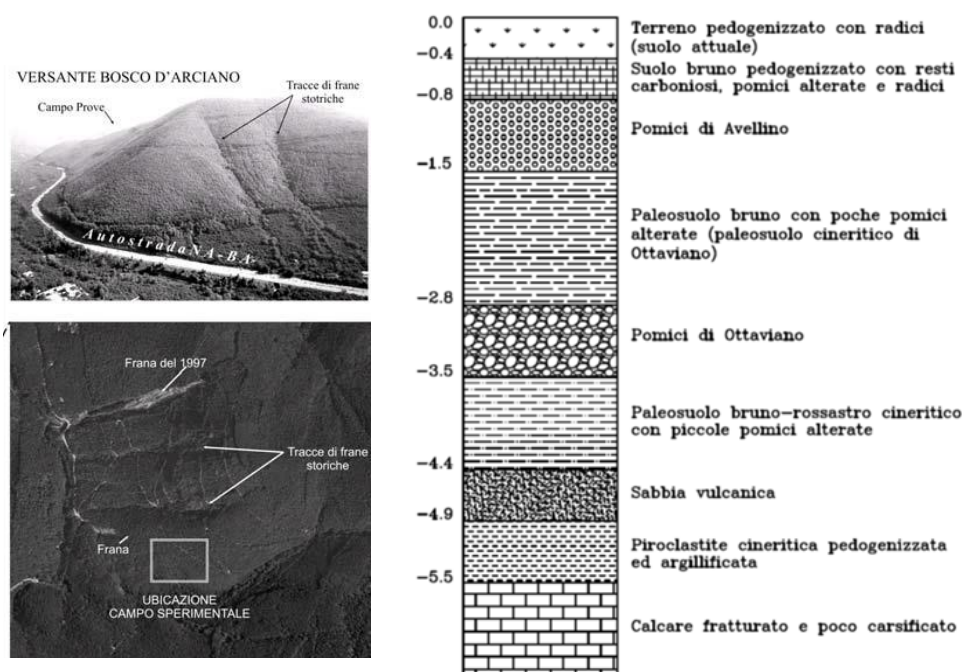 VERSANTE BOSCO D'ARCIANO
Campo Prove
Tracce di frane
stotriche
Autostrada NA-BA
Frana del 1997
Tracce di frane
storiche
Frana
UBICAZIONE
CAMPO SPERIMENTALE
0.0
Terreno pedogenizzato con radici
(suolo attuale)
-0.4
Suolo bruno pedogenizzato con resti
carboniosi, pomici alterate e radici
-0.8
Pomici di Avellino
-1.5
Paleosuolo bruno con poche pomici
alterate (paleosuolo cineritico di
Ottaviano)
-2.8
Pomici di Ottaviano
-3.5
Paleosuolo bruno-rossastro cineritico
con piccole pomici alterate
-4.4
Sabbia vulcanica
-4.9
Piroclastite cineritica pedogenizzata
ed argillificata
-5.5
Calcare fratturato e poco carsificato